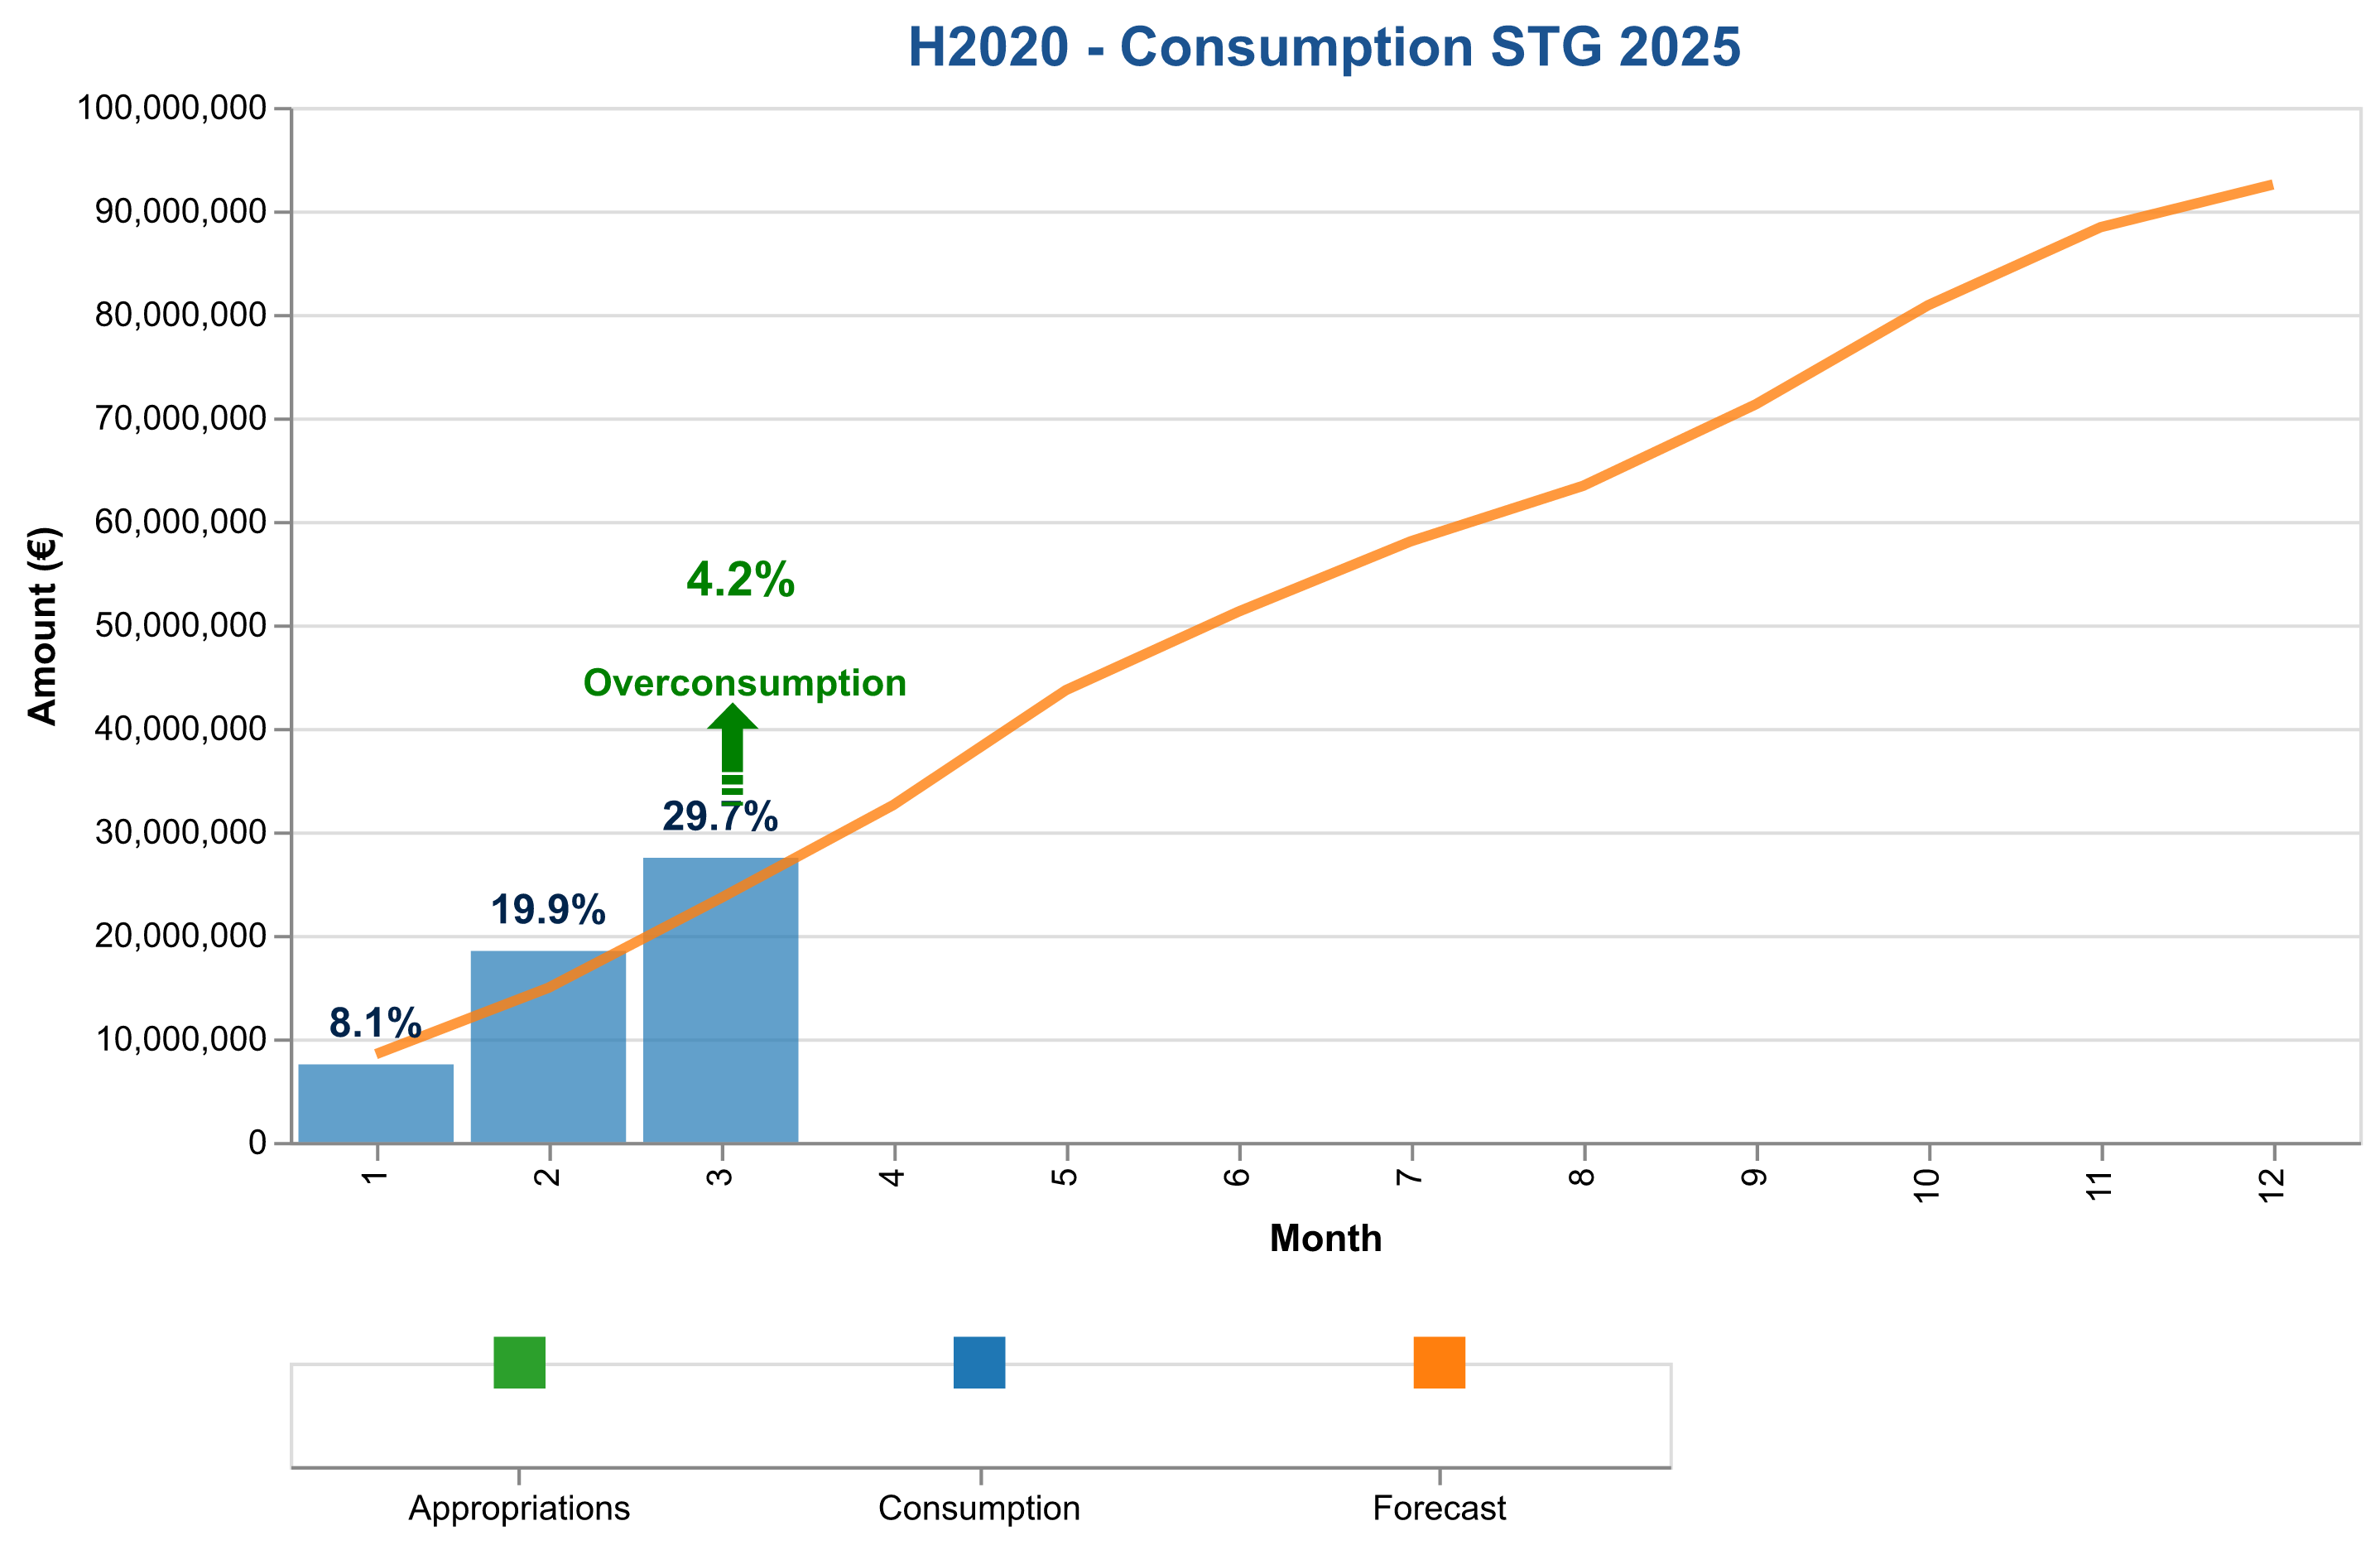 H2020 - Consumption STG 2025
Amount (€)
100,000,000
90,000,000
80,000,000
70,000,000
60,000,000
50,000,000
40,000,000
30,000,000
20,000,000
10,000,000
0
4.2%
Overconsumption
29.7%
19.9%
8.1%
1 2 3 4 5 6 7 8 9 10 11 12
Month
Appropriations Consumption Forecast